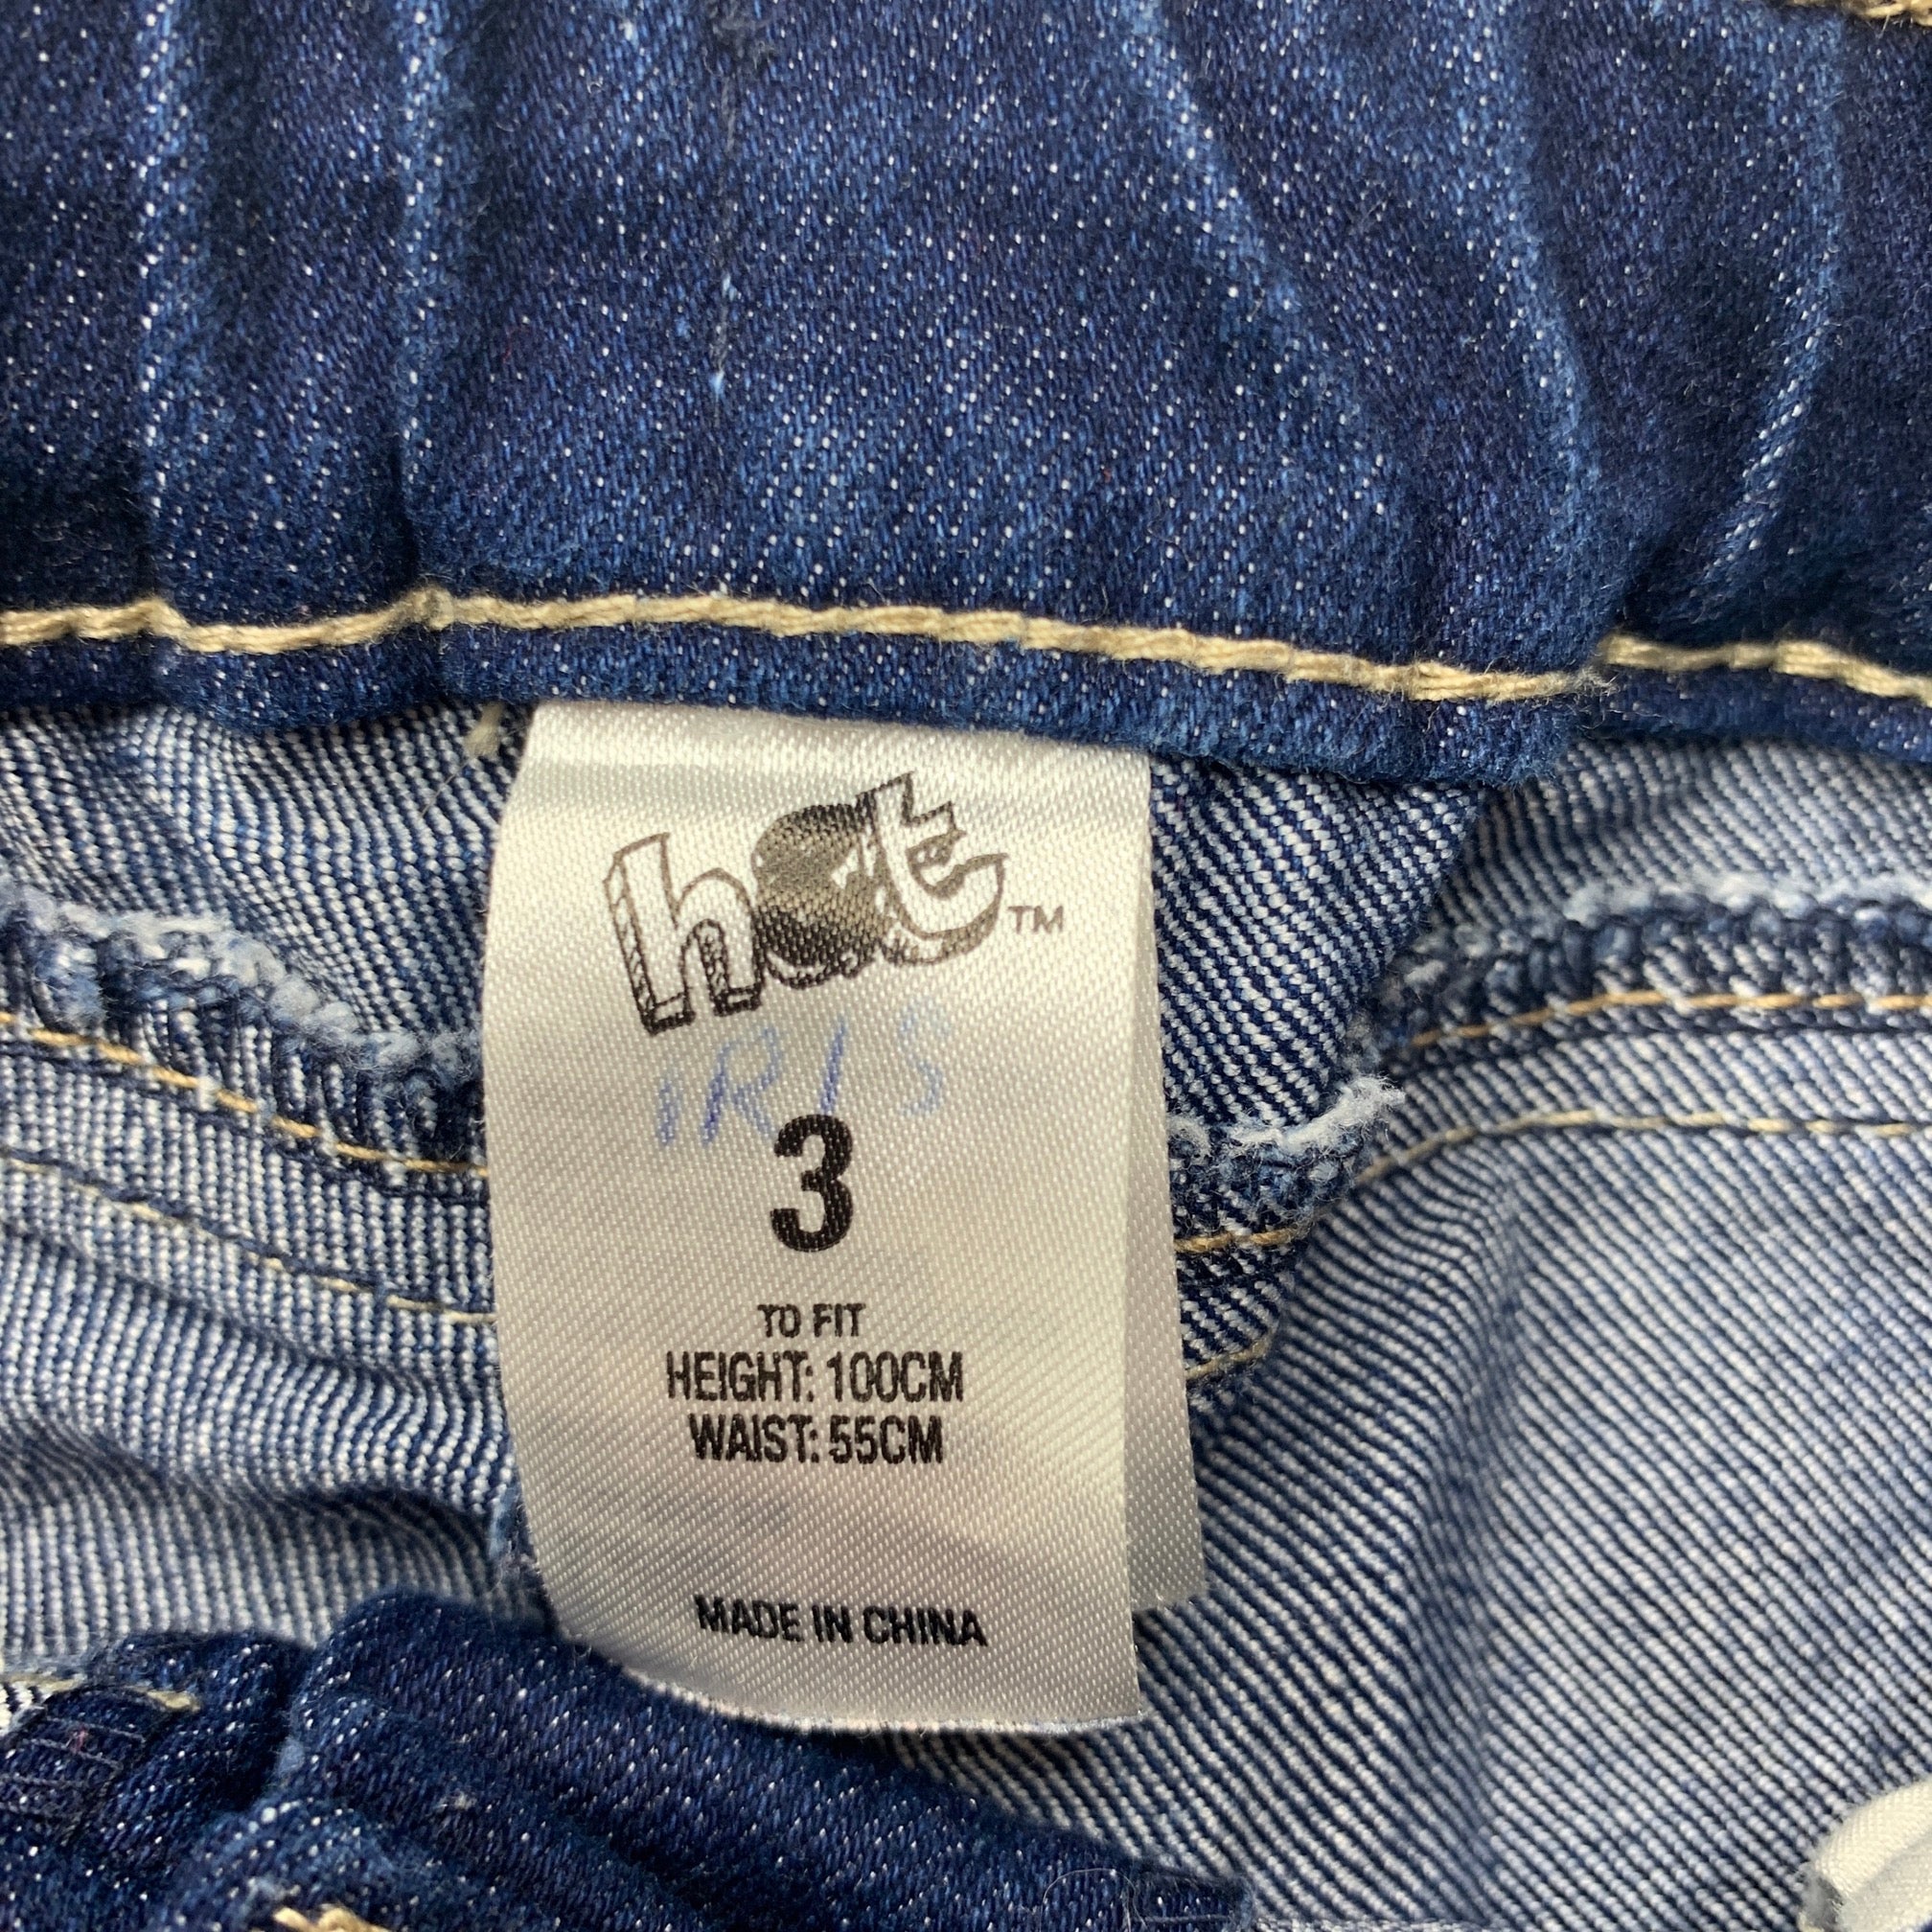 hot™
IRIS
3
TO FIT
HEIGHT: 100CM
WAIST: 55CM
MADE IN CHINA